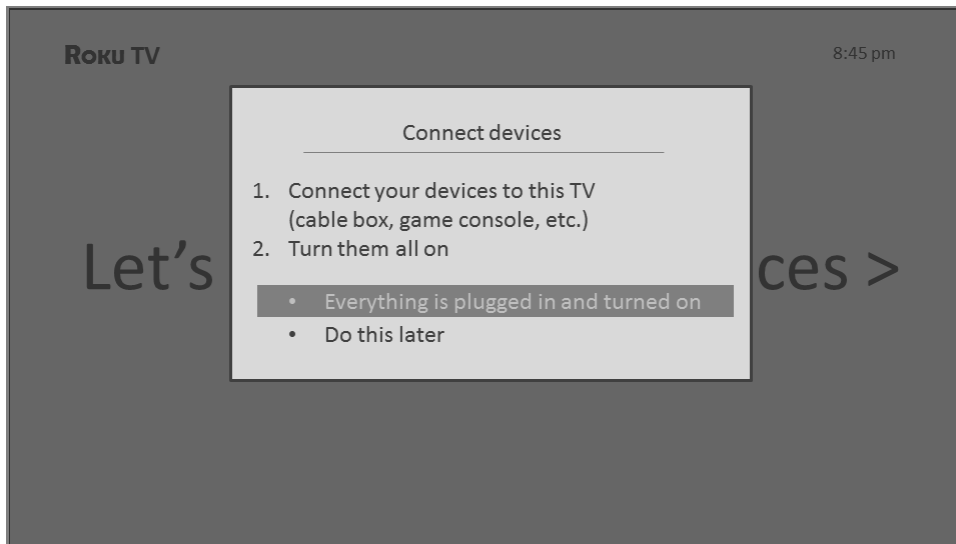 Roku TV
8:45 pm
Connect devices
1. Connect your devices to this TV
(cable box, game console, etc.)
2. Turn them all on
Let's ces >
• Everything is plugged in and turned on
• Do this later